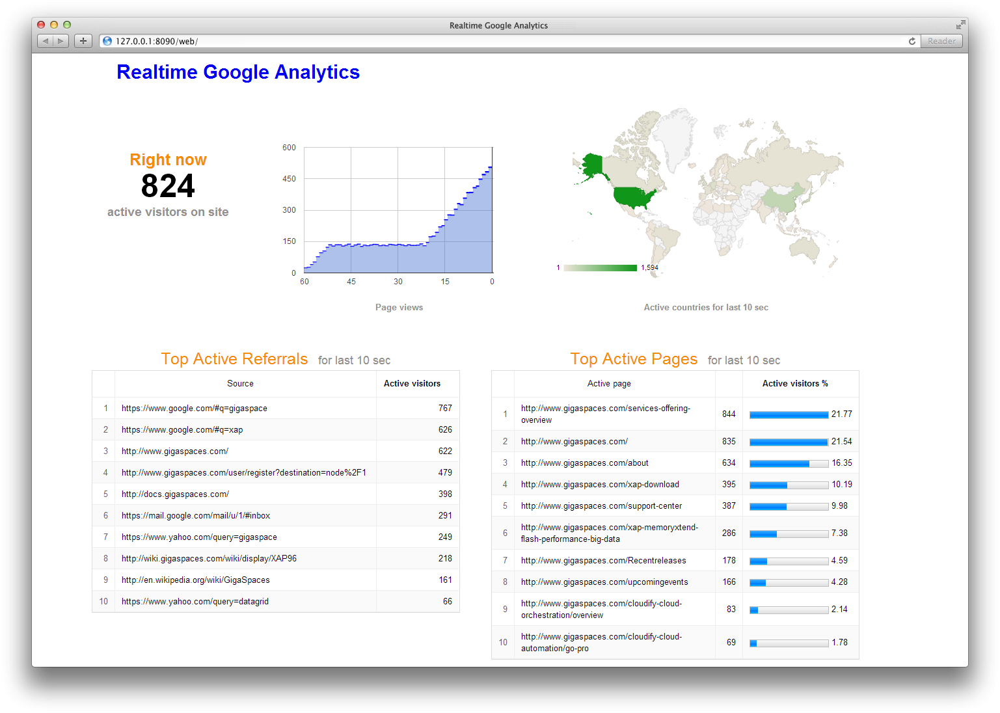 Realtime Google Analytics
127.0.0.1:8090/web/
Reader
Realtime Google Analytics
Right now
824
active visitors on site
600
450
300
150
0
60 45 30 15 0
Page views
1 1,594
Active countries for last 10 sec
Top Active Referrals for last 10 sec
Source Active visitors
1 https://www.google.com/#q=gigaspace 767
2 https://www.google.com/#q=xap 626
3 http://www.gigaspaces.com/ 622
4 http://www.gigaspaces.com/user/register?destination=node%2F1 479
5 http://docs.gigaspaces.com/ 398
6 https://mail.google.com/mail/u/1/#inbox 291
7 https://www.yahoo.com/query=gigaspace 249
8 http://wiki.gigaspaces.com/wiki/display/XAP96 218
9 http://en.wikipedia.org/wiki/GigaSpaces 161
10 https://www.yahoo.com/query=datagrid 66
Top Active Pages for last 10 sec
Active page Active visitors %
1 http://www.gigaspaces.com/services-offering-
overview 844 21.77
2 http://www.gigaspaces.com/ 835 21.54
3 http://www.gigaspaces.com/about 634 16.35
4 http://www.gigaspaces.com/xap-download 395 10.19
5 http://www.gigaspaces.com/support-center 387 9.98
6 http://www.gigaspaces.com/xap-memoryxtend-
flash-performance-big-data 286 7.38
7 http://www.gigaspaces.com/Recentreleases 178 4.59
8 http://www.gigaspaces.com/upcomingevents 166 4.28
9 http://www.gigaspaces.com/cloudify-cloud-
orchestration/overview 83 2.14
10 http://www.gigaspaces.com/cloudify-cloud-
automation/go-pro 69 1.78